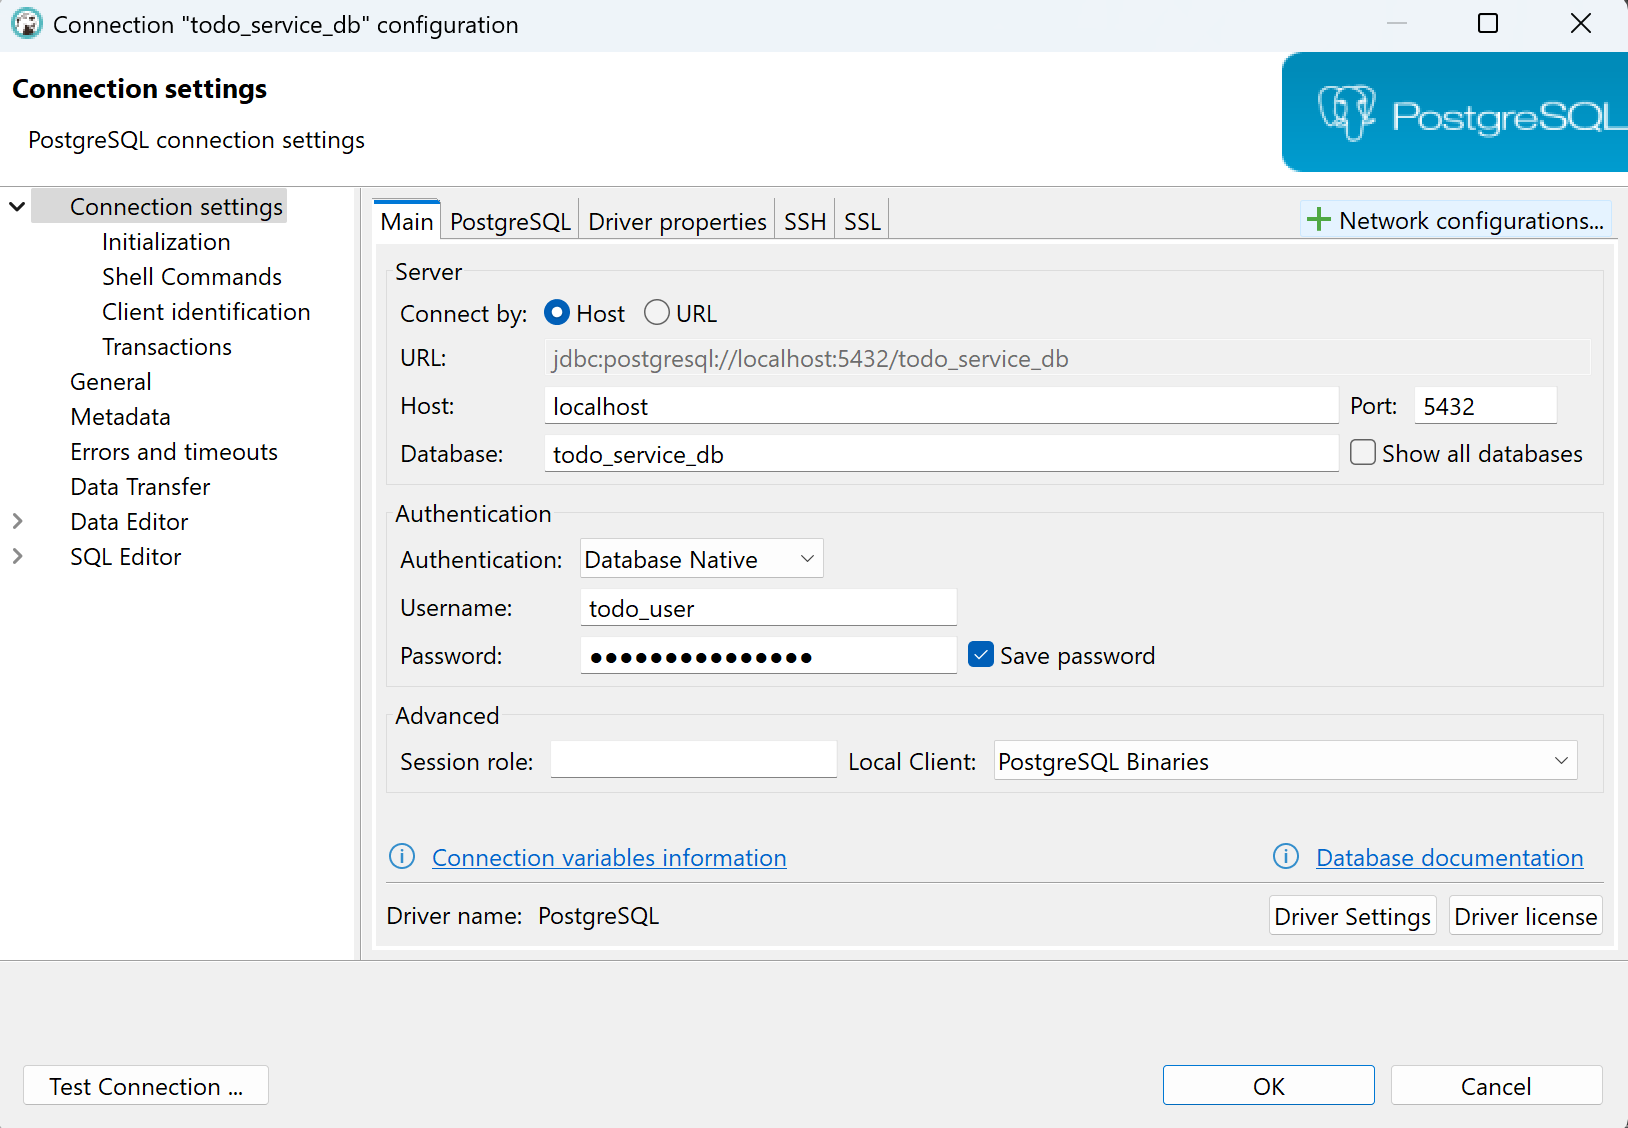 Connection "todo_service_db" configuration
Connection settings
PostgreSQL connection settings
PostgreSQL
Connection settings
Initialization
Shell Commands
Client identification
Transactions
General
Metadata
Errors and timeouts
Data Transfer
Data Editor
SQL Editor
Main PostgreSQL Driver properties SSH SSL Network configurations...
Server
Connect by: Host URL
URL: jdbc:postgresql://localhost:5432/todo_service_db
Host: localhost Port: 5432
Database: todo_service_db Show all databases
Authentication
Authentication: Database Native
Username: todo_user
Password: ●●●●●●●●●●●●●●● Save password
Advanced
Session role: Local Client: PostgreSQL Binaries
Connection variables information Database documentation
Driver name: PostgreSQL Driver Settings Driver license
Test Connection ... OK Cancel